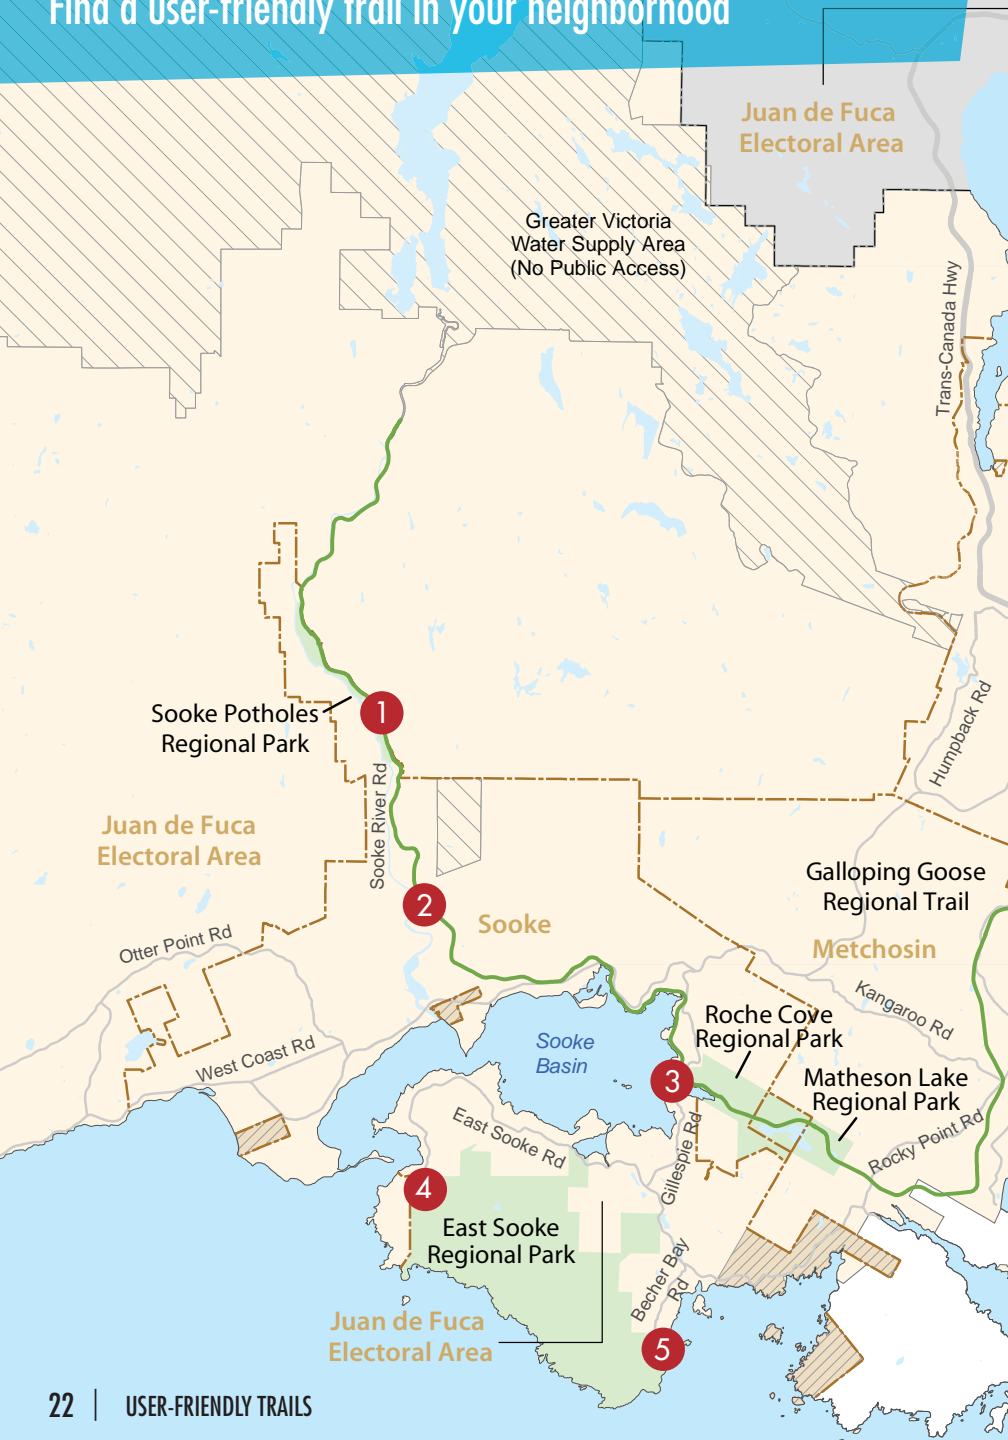 Find a user-friendly trail in your neighborhood
Juan de Fuca
Electoral Area
Greater Victoria
Water Supply Area
(No Public Access)
Trans-Canada Hwy
Humpback Rd
1
Sooke Potholes
Regional Park
Sooke River Rd
Juan de Fuca
Electoral Area
Galloping Goose
Regional Trail
2
Sooke
Metchosin
Otter Point Rd
Kangaroo Rd
Roche Cove
Regional Park
Sooke
Basin
West Coast Rd
3
Matheson Lake
Regional Park
East Sooke Rd
Gillespie Rd
Rocky Point Rd
4
East Sooke
Regional Park
Becher Bay
Rd
Juan de Fuca
Electoral Area
5
22 | USER-FRIENDLY TRAILS